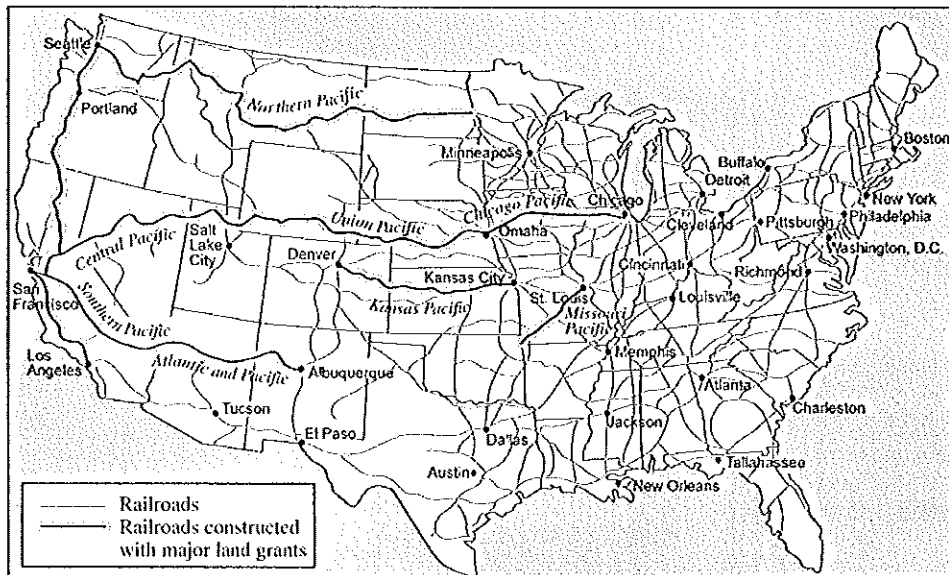 Seattle
Portland
Northern Pacific
Minneapolis
Boston
Buffalo
Detroit
New York
Chicago Pacific
Chicago
Cleveland
Pittsburgh
Philadelphia
Union Pacific
Omaha
Washington, D.C.
Central Pacific
Salt
Lake
City
Denver
Kansas City
Cincinnati
Richmond
San
Francisco
Kansas Pacific
St. Louis
Louisville
Missouri
Pacific
Southern Pacific
Memphis
Los
Angeles
Atlantic and Pacific
Albuquerque
Atlanta
Charleston
Tucson
El Paso
Dallas
Jackson
Austin
Tallahassee
New Orleans
Railroads
Railroads constructed
with major land grants